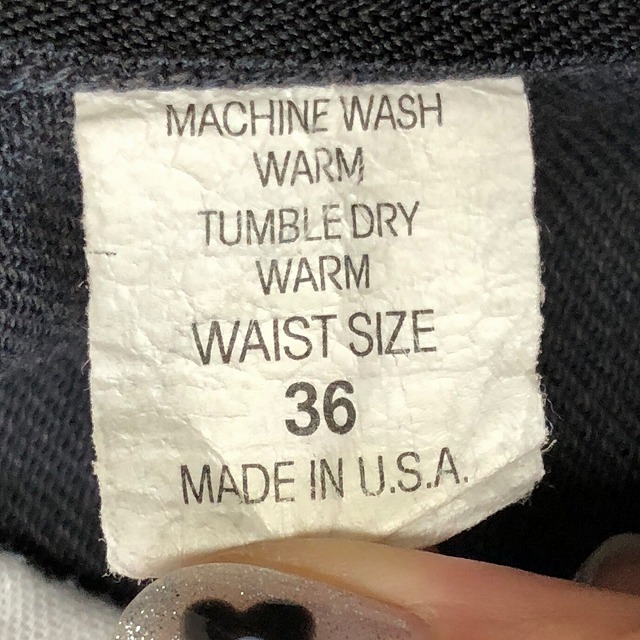 MACHINE WASH
WARM
TUMBLE DRY
WARM
WAIST SIZE
36
MADE IN U.S.A.